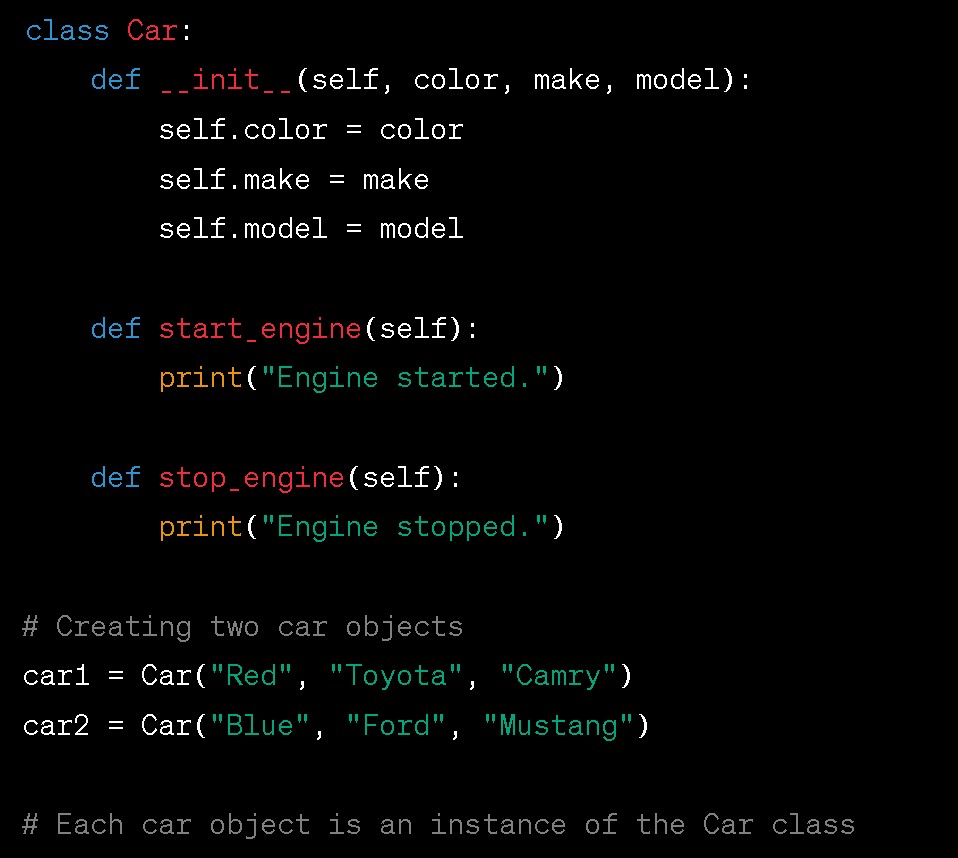 class Car:
    def __init__(self, color, make, model):
        self.color = color
        self.make = make
        self.model = model
    def start_engine(self):
        print("Engine started.")
    def stop_engine(self):
        print("Engine stopped.")
# Creating two car objects
car1 = Car("Red", "Toyota", "Camry")
car2 = Car("Blue", "Ford", "Mustang")
# Each car object is an instance of the Car class